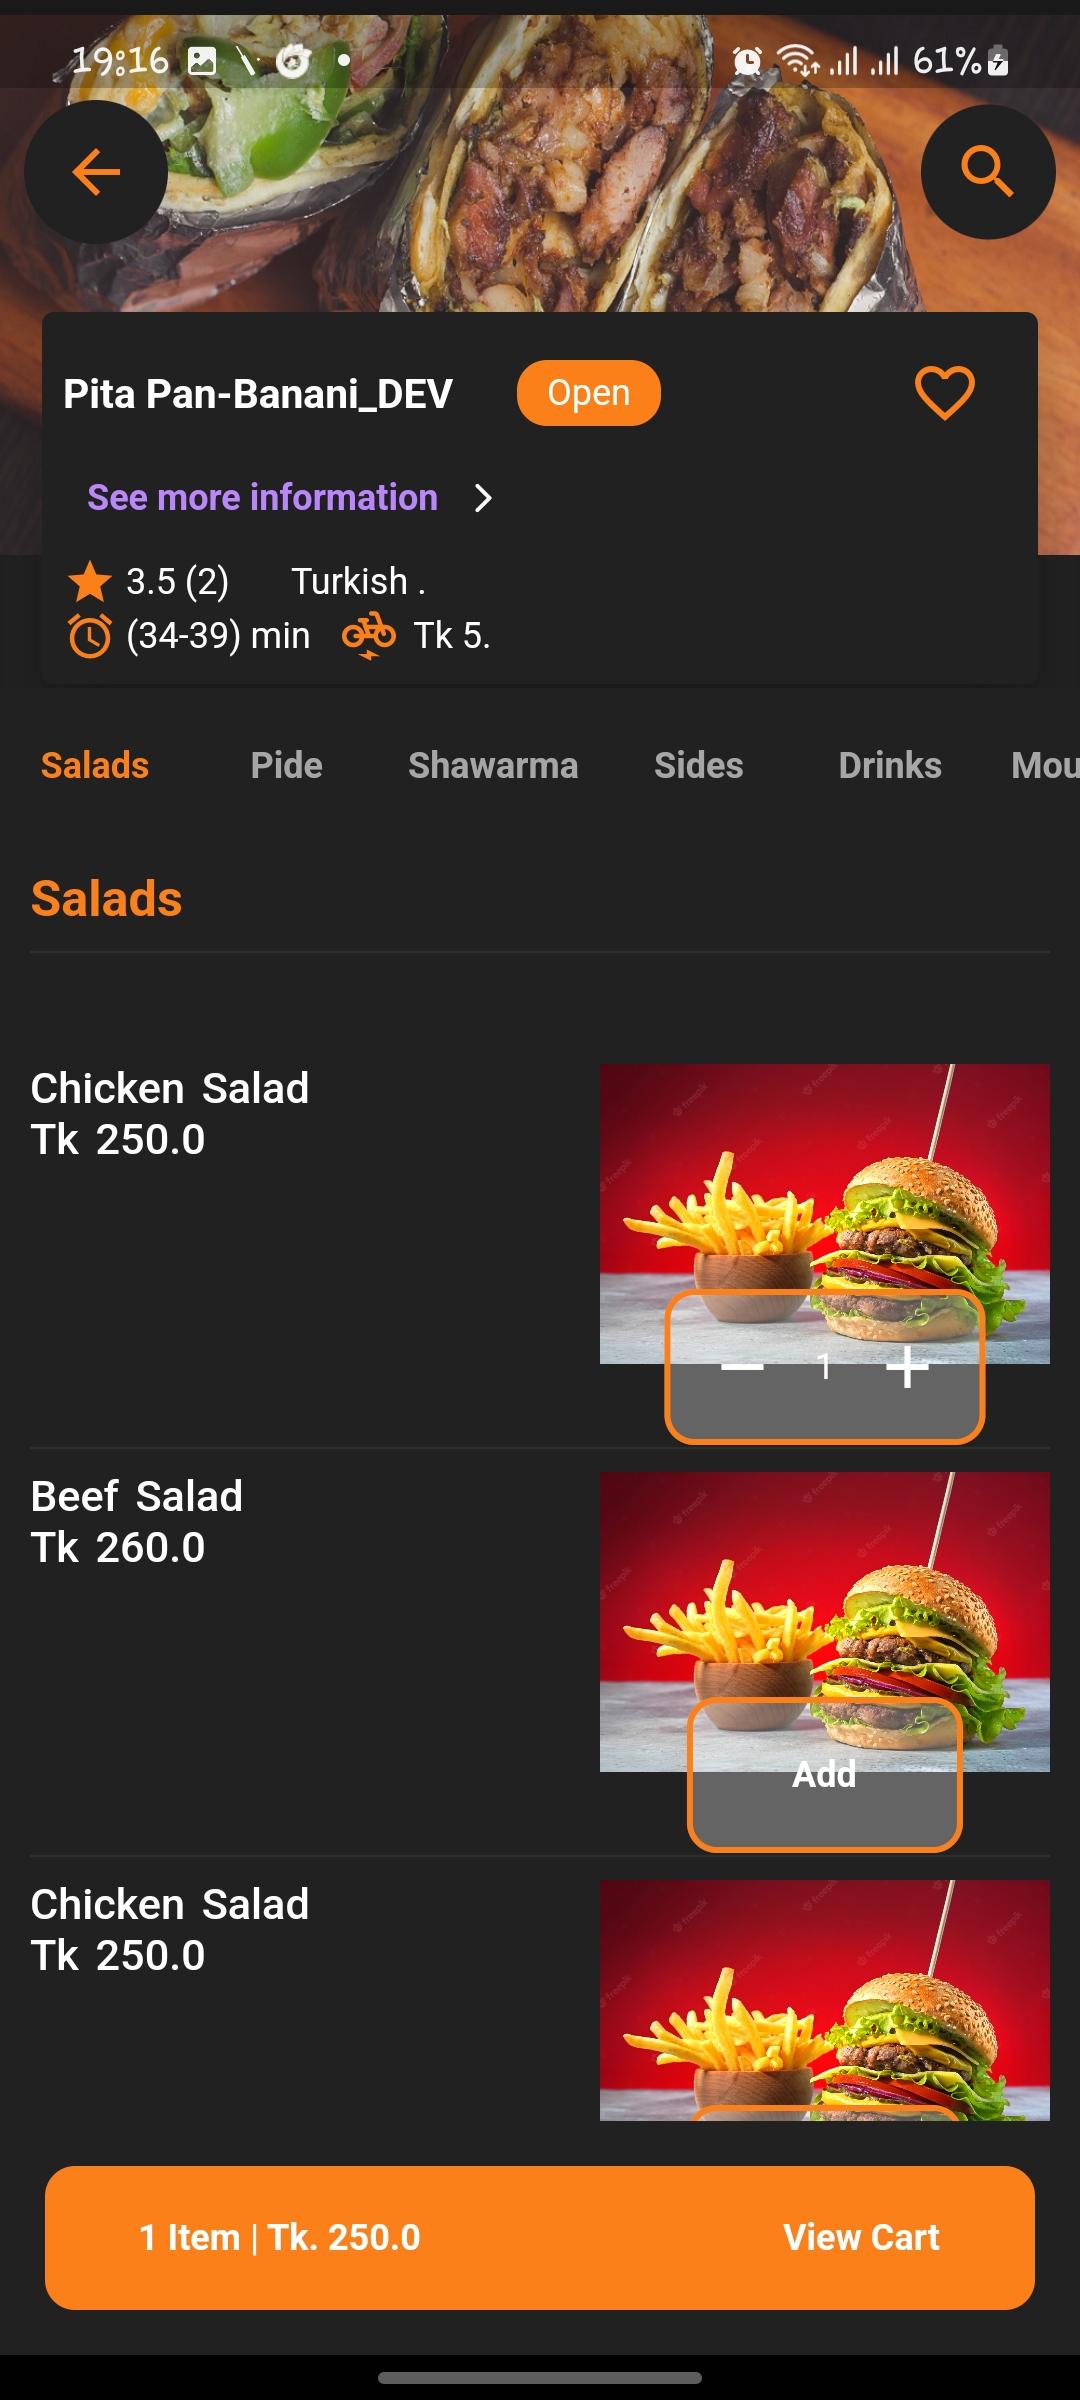 19:16 61%
Pita Pan-Banani_DEV Open
See more information
3.5 (2) Turkish .
(34-39) min Tk 5.
Salads Pide Shawarma Sides Drinks Mou
Salads
Chicken Salad
Tk 250.0
1
Beef Salad
Tk 260.0
Add
Chicken Salad
Tk 250.0
1 Item | Tk. 250.0 View Cart